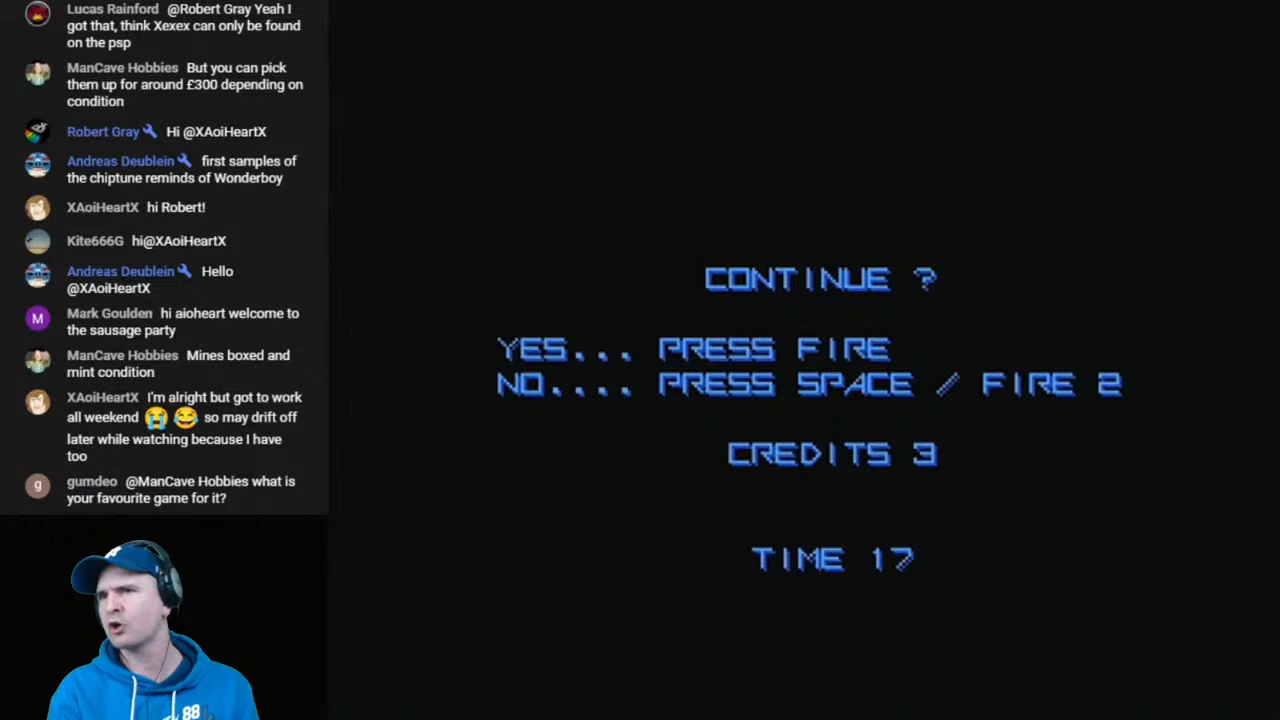 Lucas Rainford @Robert Gray Yeah I
got that, think Xexex can only be found
on the psp
ManCave Hobbies But you can pick
them up for around £300 depending on
condition
Robert Gray Hi @XAoiHeartX
Andreas Deublein first samples of
the chiptune reminds of Wonderboy
XAoiHeartX hi Robert!
Kite666G hi@XAoiHeartX
Andreas Deublein Hello
@XAoiHeartX
M Mark Goulden hi aioheart welcome to
the sausage party
ManCave Hobbies Mines boxed and
mint condition
XAoiHeartX I'm alright but got to work
all weekend 😭 😂 so may drift off
later while watching because I have
too
g gumdeo @ManCave Hobbies what is
your favourite game for it?
CONTINUE ?
YES... PRESS FIRE
NO.... PRESS SPACE / FIRE 2
CREDITS 3
TIME 17
88